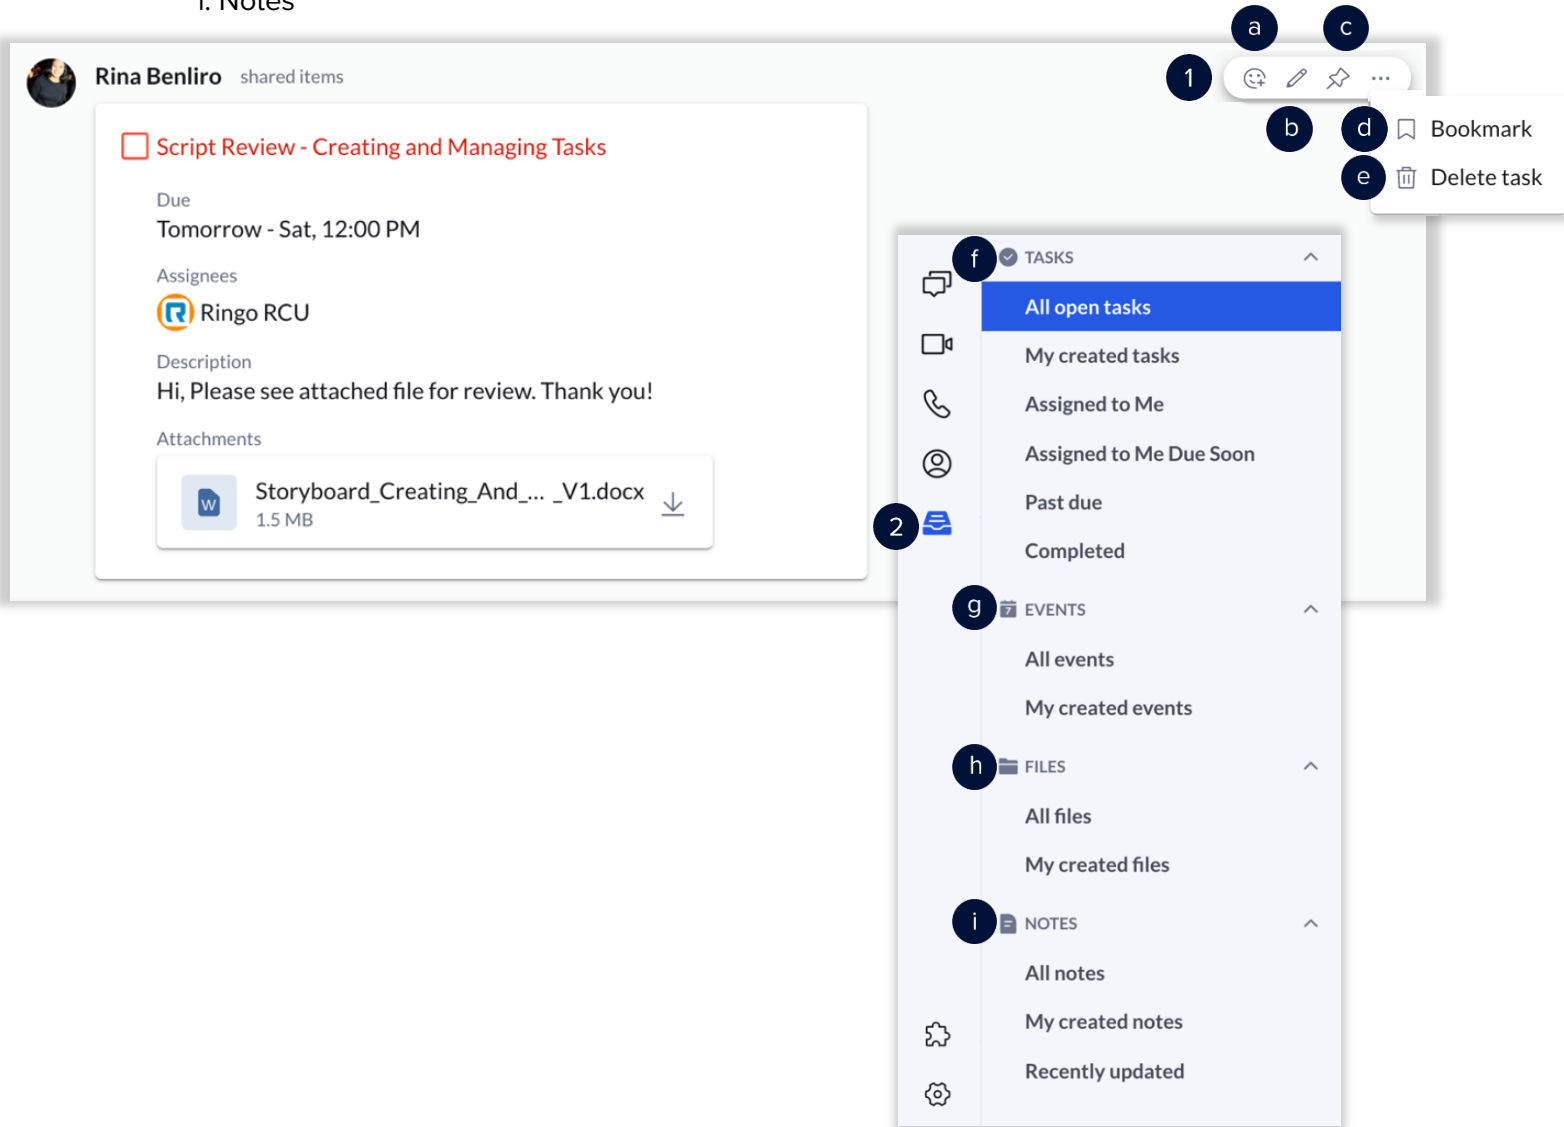 i. Notes
a
c
Rina Benliro shared items
1
b
d Bookmark
e Delete task
Script Review - Creating and Managing Tasks
Due
Tomorrow - Sat, 12:00 PM
Assignees
Ringo RCU
Description
Hi, Please see attached file for review. Thank you!
Attachments
W
Storyboard_Creating_And_... _V1.docx
1.5 MB
2
f TASKS
All open tasks
My created tasks
Assigned to Me
Assigned to Me Due Soon
Past due
Completed
g 7 EVENTS
All events
My created events
h FILES
All files
My created files
i NOTES
All notes
My created notes
Recently updated